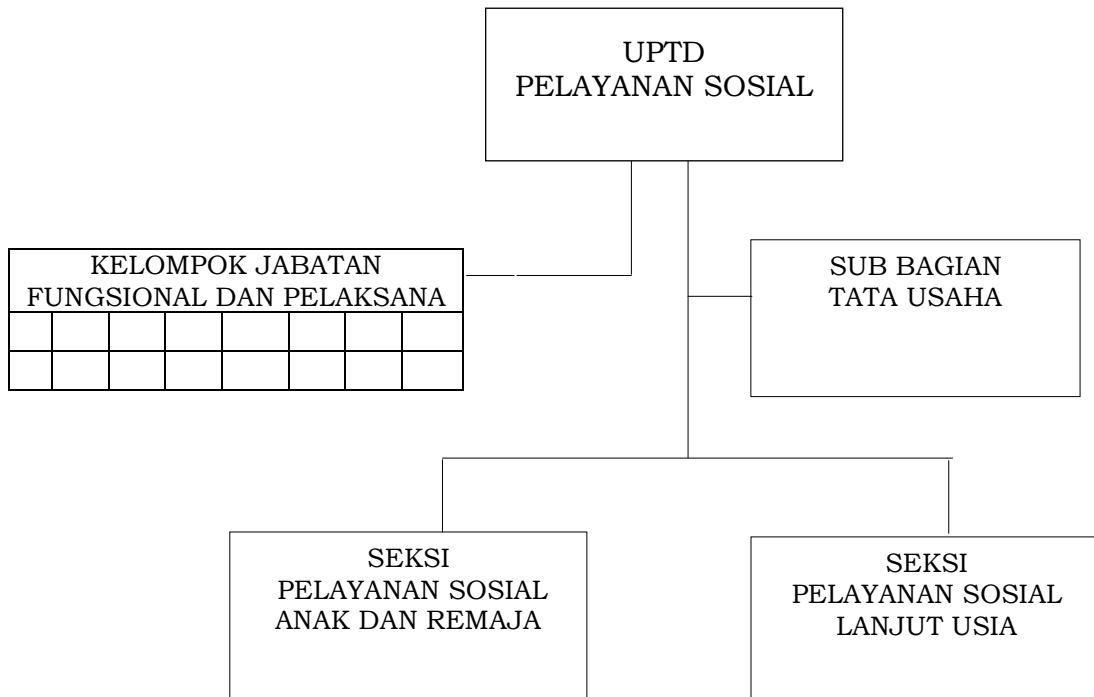 UPTD
PELAYANAN SOSIAL
KELOMPOK JABATAN
FUNGSIONAL DAN PELAKSANA
SUB BAGIAN
TATA USAHA
SEKSI
PELAYANAN SOSIAL
ANAK DAN REMAJA
SEKSI
PELAYANAN SOSIAL
LANJUT USIA